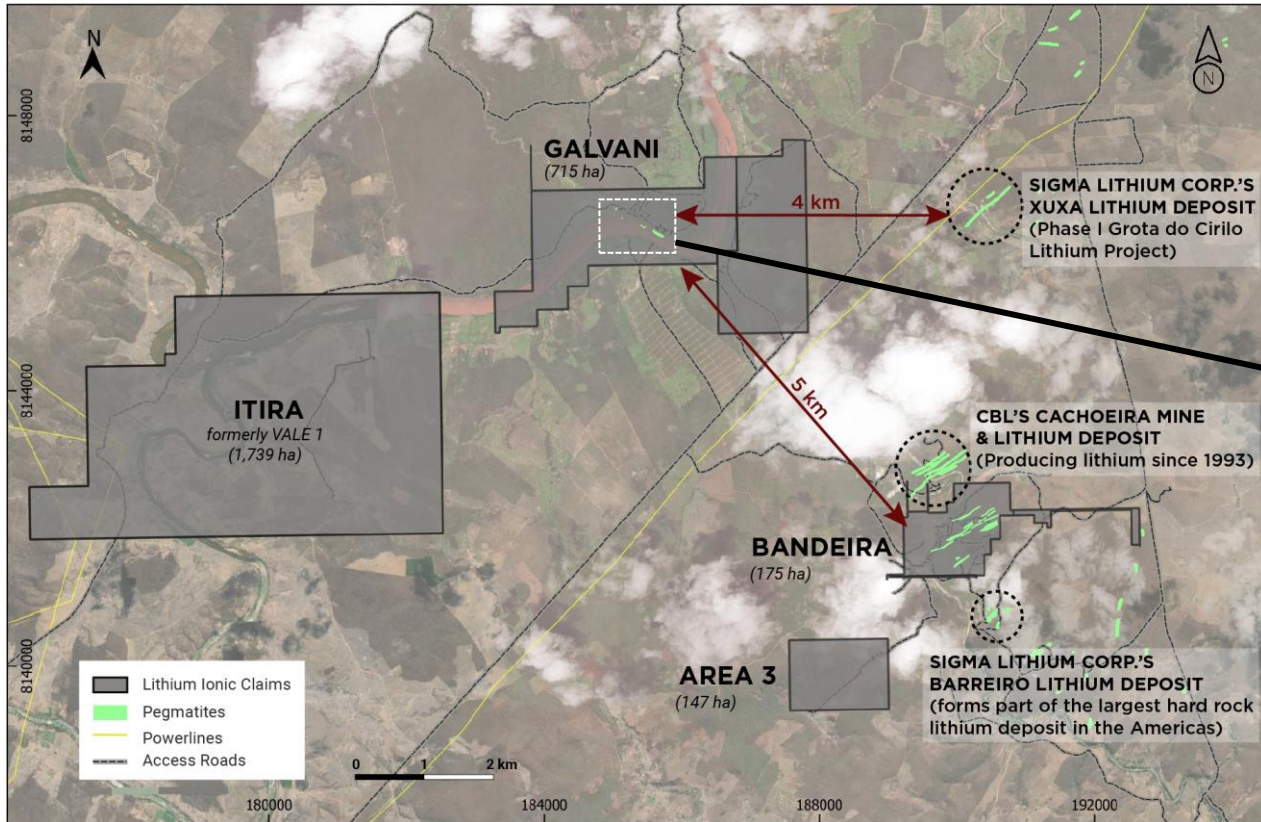 N
N
8148000
8144000
8140000
GALVANI
(715 ha)
4 km
SIGMA LITHIUM CORP.'S
XUXA LITHIUM DEPOSIT
(Phase I Grota do Cirilo
Lithium Project)
5 km
ITIRA
formerly VALE 1
(1,739 ha)
CBL'S CACHOEIRA MINE
& LITHIUM DEPOSIT
(Producing lithium since 1993)
BANDEIRA
(175 ha)
AREA 3
(147 ha)
SIGMA LITHIUM CORP.'S
BARREIRO LITHIUM DEPOSIT
(forms part of the largest hard rock
lithium deposit in the Americas)
Lithium Ionic Claims
Pegmatites
Powerlines
Access Roads
0 1 2 km
180000 184000 188000 192000